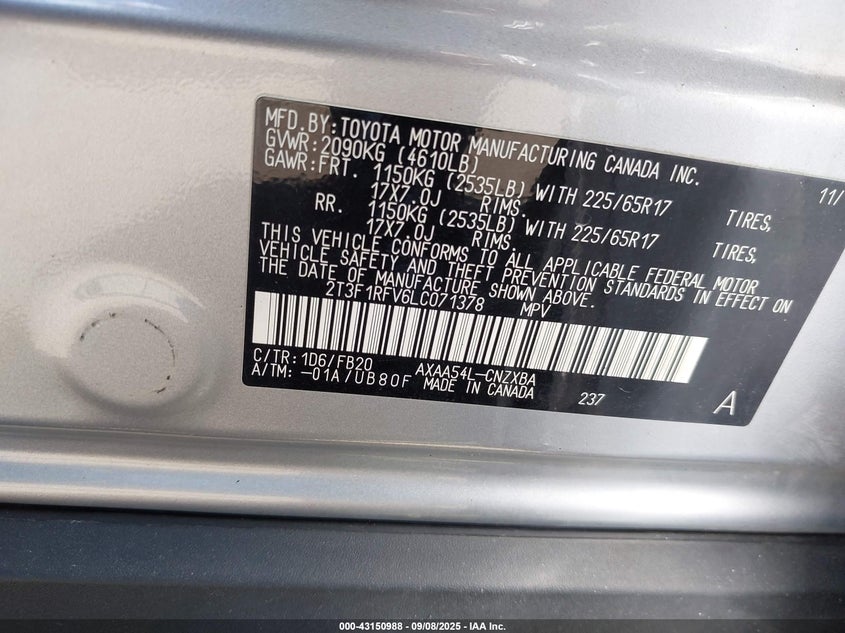 MFD. BY: TOYOTA MOTOR MANUFACTURING CANADA INC. 11/
GVWR: 2090KG (4610LB)
GAWR: FRT. 1150KG (2535LB) WITH 225/65R17 TIRES,
17X7.0J RIMS.
RR. 1150KG (2535LB) WITH 225/65R17 TIRES,
17X7.0J RIMS.
THIS VEHICLE CONFORMS TO ALL APPLICABLE FEDERAL MOTOR
VEHICLE SAFETY AND THEFT PREVENTION STANDARDS IN EFFECT ON
THE DATE OF MANUFACTURE SHOWN ABOVE.
2T3F1RFV6LC071378 MPV
C/TR: 1D6/FB20 AXAA54L-CNZXBA
A/TM: -01A/UB80F MADE IN CANADA 237 A
000-43150988 - 09/08/2025 - IAA Inc.